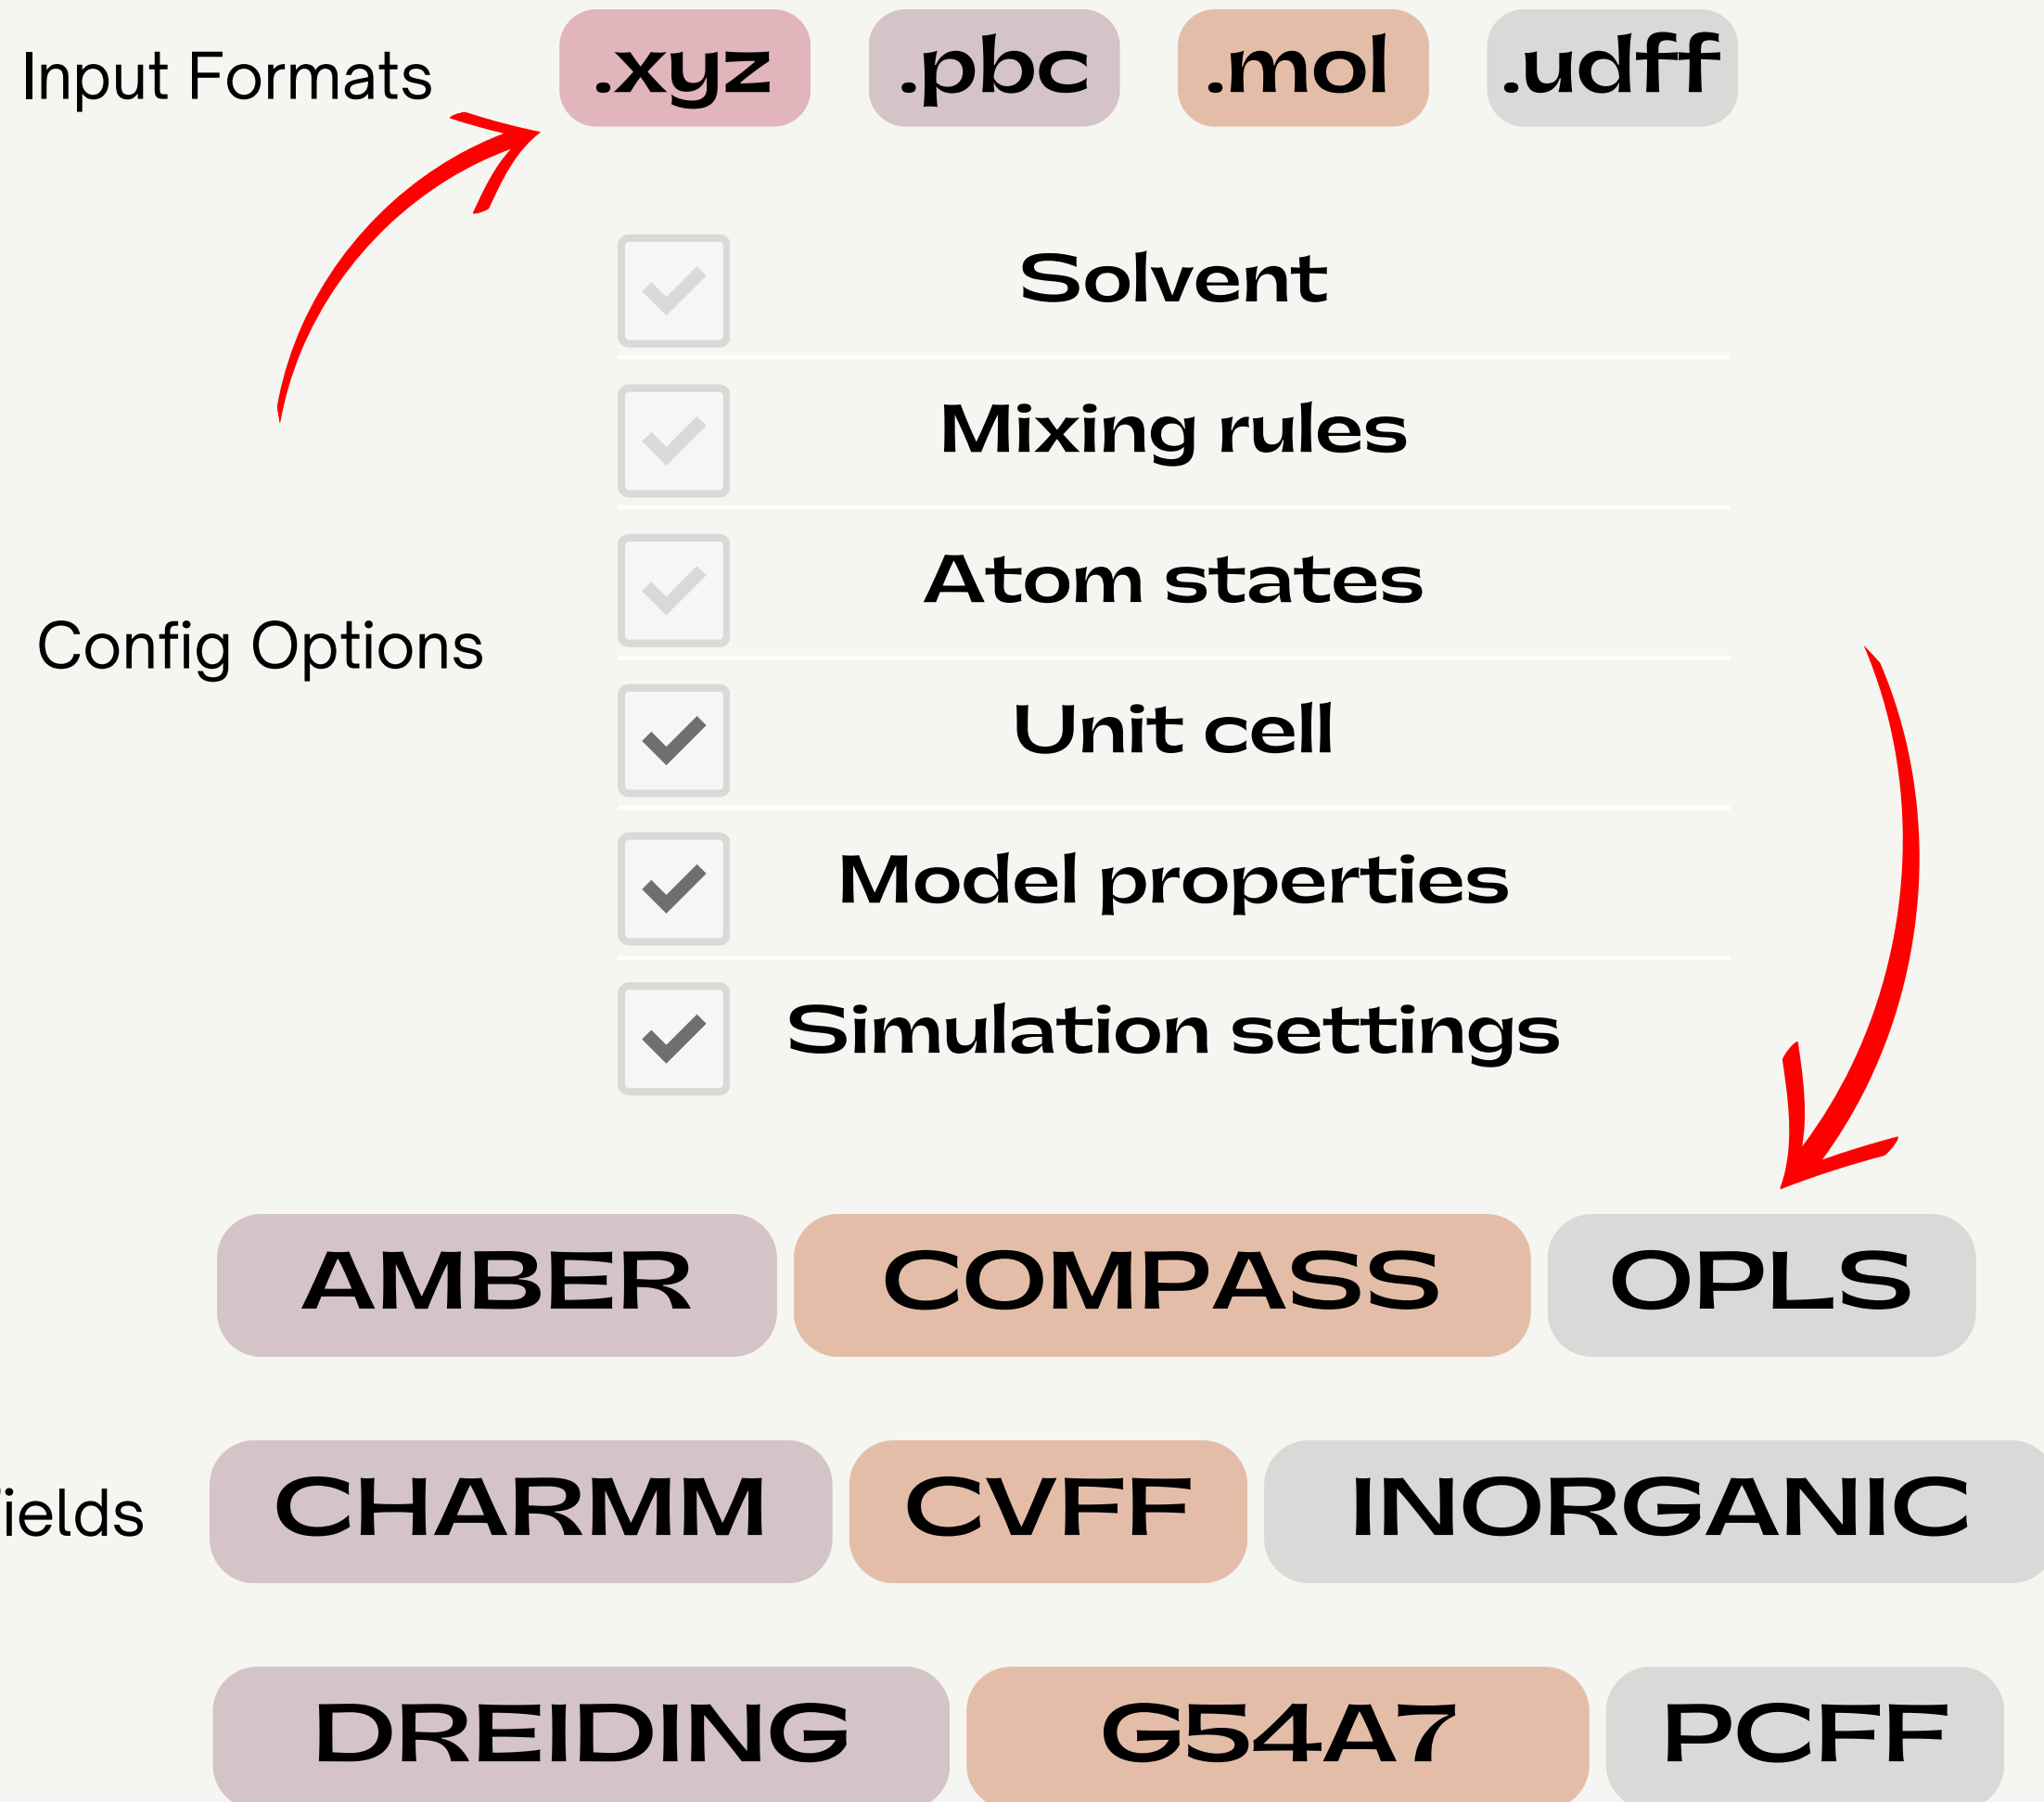 Input Formats
.xyz
.pbc
.mol
.udff
Solvent
Mixing rules
Atom states
Config Options
Unit cell
Model properties
Simulation settings
AMBER
COMPASS
OPLS
ields
CHARMM
CVFF
INORGANIC
DREIDING
G54A7
PCFF